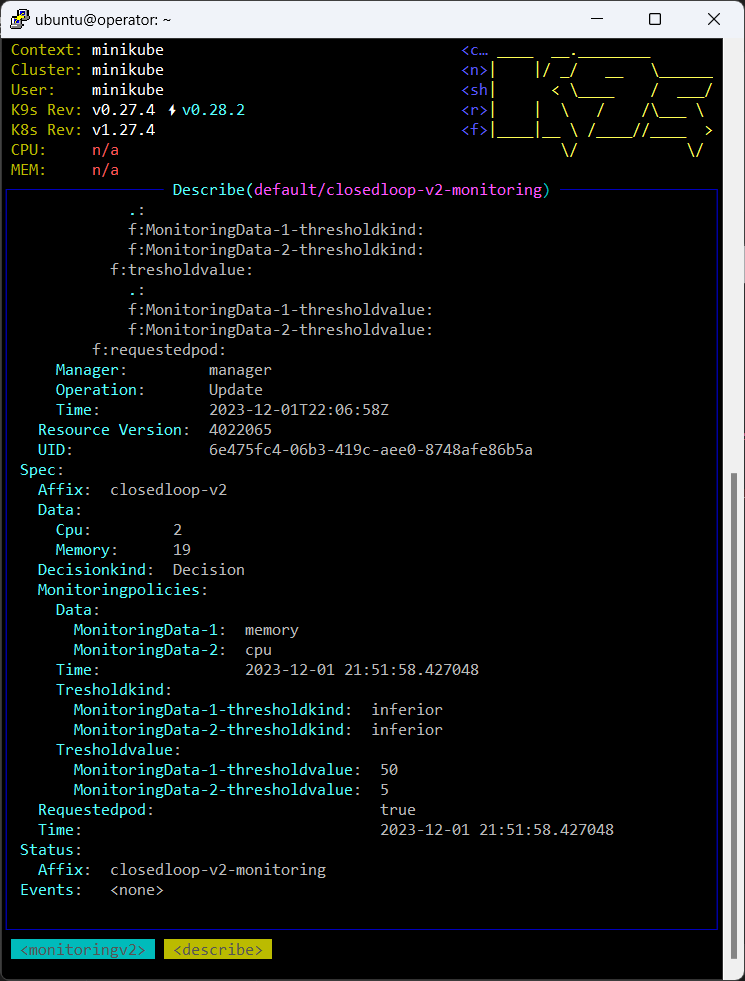 ubuntu@operator: ~
Context: minikube <c…
Cluster: minikube <n>
User: minikube <sh
K9s Rev: v0.27.4 ⚡v0.28.2 <r>
K8s Rev: v1.27.4 <f>
CPU: n/a
MEM: n/a
Describe(default/closedloop-v2-monitoring)
.:
f:MonitoringData-1-thresholdkind:
f:MonitoringData-2-thresholdkind:
f:tresholdvalue:
.:
f:MonitoringData-1-thresholdvalue:
f:MonitoringData-2-thresholdvalue:
f:requestedpod:
Manager: manager
Operation: Update
Time: 2023-12-01T22:06:58Z
Resource Version: 4022065
UID: 6e475fc4-06b3-419c-aee0-8748afe86b5a
Spec:
Affix: closedloop-v2
Data:
Cpu: 2
Memory: 19
Decisionkind: Decision
Monitoringpolicies:
Data:
MonitoringData-1: memory
MonitoringData-2: cpu
Time: 2023-12-01 21:51:58.427048
Tresholdkind:
MonitoringData-1-thresholdkind: inferior
MonitoringData-2-thresholdkind: inferior
Tresholdvalue:
MonitoringData-1-thresholdvalue: 50
MonitoringData-2-thresholdvalue: 5
Requestedpod: true
Time: 2023-12-01 21:51:58.427048
Status:
Affix: closedloop-v2-monitoring
Events: <none>
<monitoringv2> <describe>